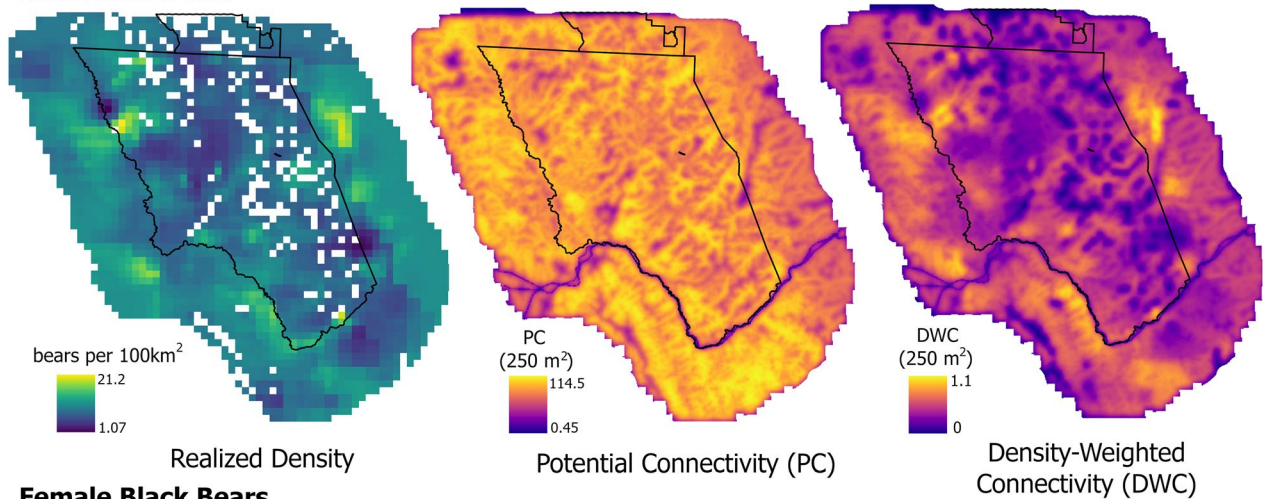 bears per 100km²
21.2
1.07
Realized Density
PC
(250 m²)
114.5
0.45
Potential Connectivity (PC)
DWC
(250 m²)
1.1
0
Density-Weighted
Connectivity (DWC)
Female Black Bears